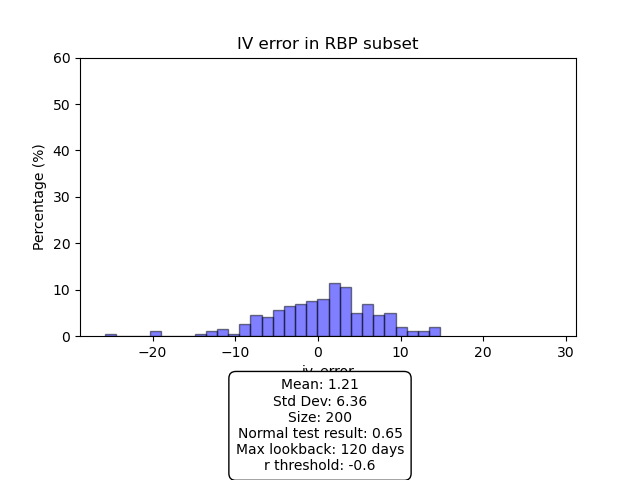 IV error in RBP subset
60
50
40
30
20
10
0
Percentage (%)
−20 −10 0 10 20 30
iv_error
Mean: 1.21
Std Dev: 6.36
Size: 200
Normal test result: 0.65
Max lookback: 120 days
r threshold: -0.6